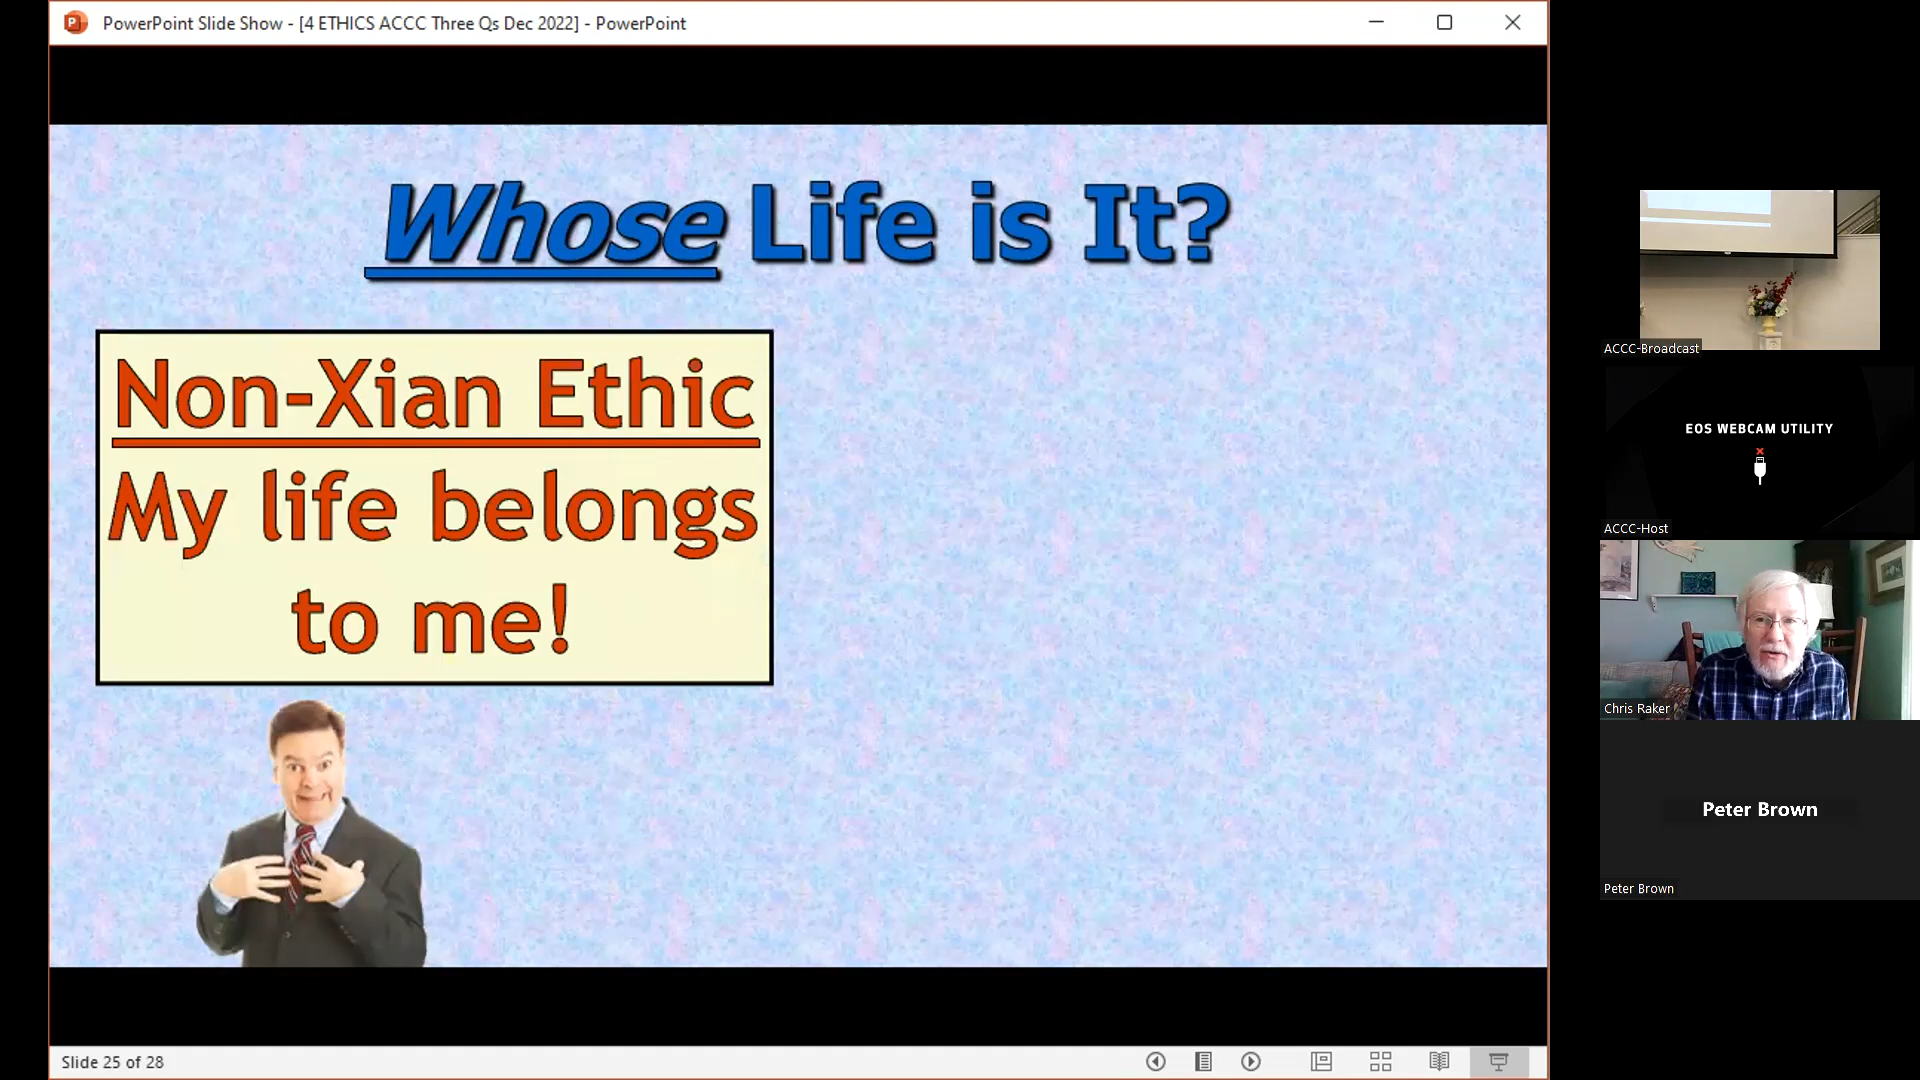 PowerPoint Slide Show - [4 ETHICS ACCC Three Qs Dec 2022] - PowerPoint
Whose Life is It?
Non-Xian Ethic
My life belongs
to me!
Slide 25 of 28
ACCC-Broadcast
EOS WEBCAM UTILITY
ACCC-Host
Chris Raker
Peter Brown
Peter Brown